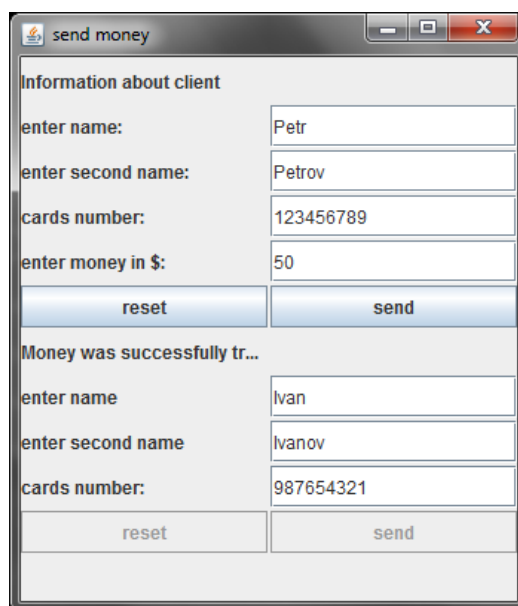 send money
Information about client
enter name: Petr
enter second name: Petrov
cards number: 123456789
enter money in $: 50
reset send
Money was successfully tr...
enter name Ivan
enter second name Ivanov
cards number: 987654321
reset send